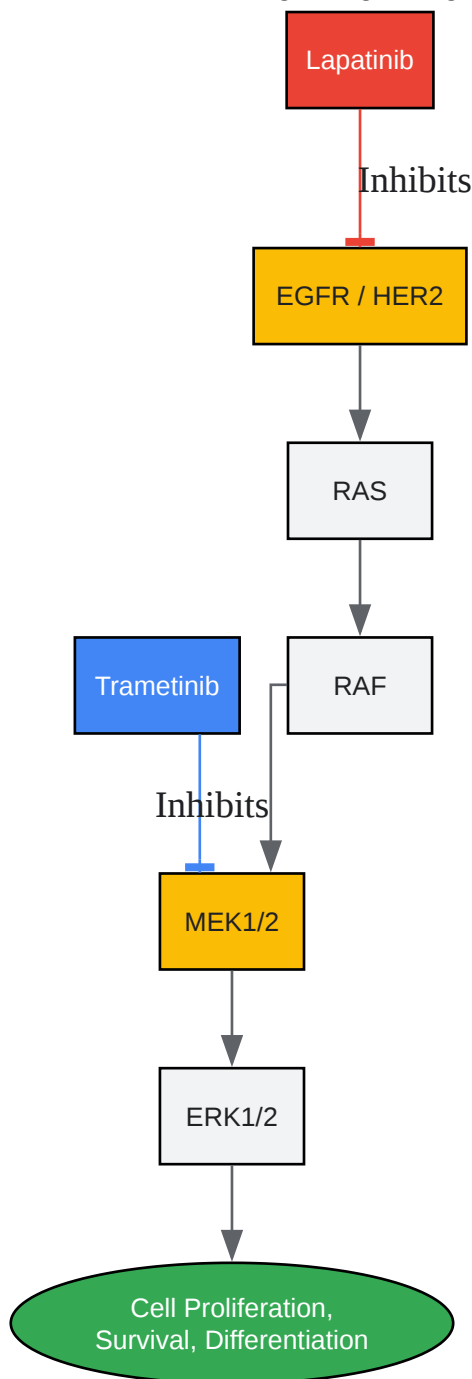 Lapatinib
Inhibits
EGFR / HER2
RAS
Trametinib
RAF
Inhibits
MEK1/2
ERK1/2
Cell Proliferation,
Survival, Differentiation